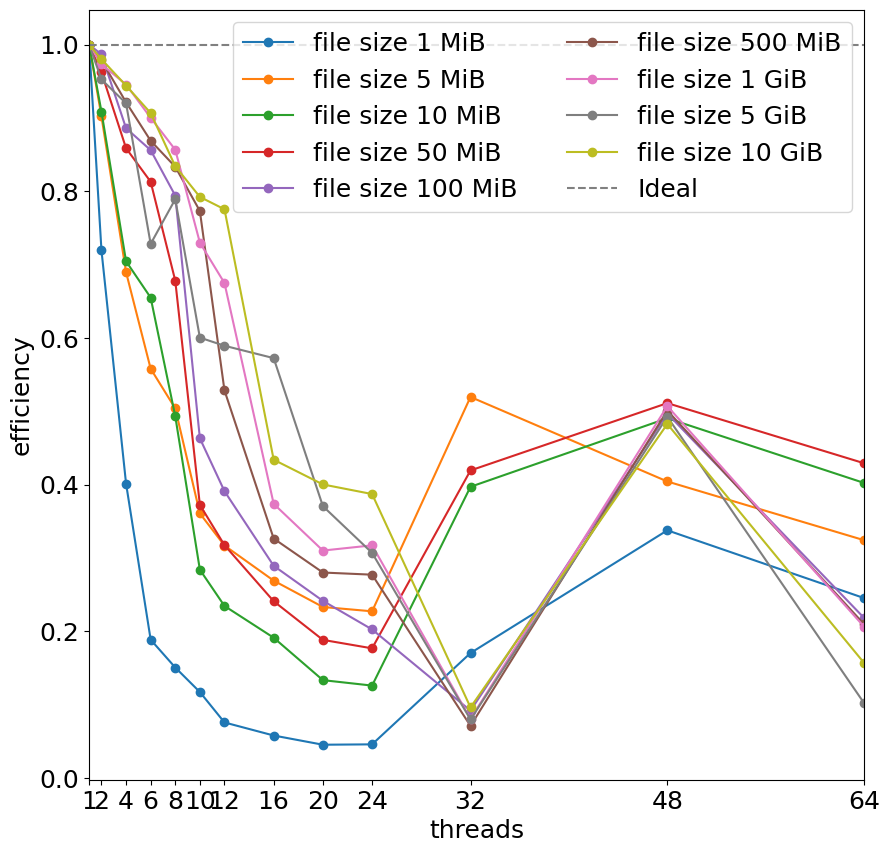 1.0
0.8
0.6
0.4
0.2
0.0
efficiency
file size 1 MiB
file size 5 MiB
file size 10 MiB
file size 50 MiB
file size 100 MiB
file size 500 MiB
file size 1 GiB
file size 5 GiB
file size 10 GiB
Ideal
1 2 4 6 8 10 12 16 20 24 32 48 64
threads